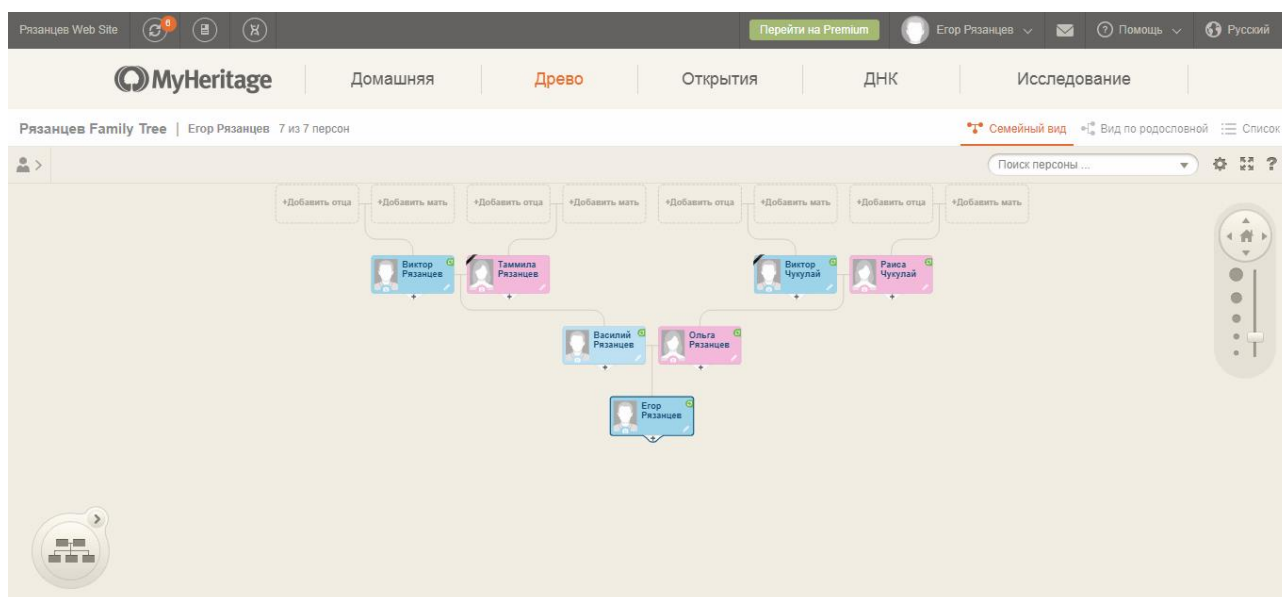 Рязанцев Web Site
6
Перейти на Premium
Егор Рязанцев
Помощь
Русский
MyHeritage
Домашняя
Древо
Открытия
ДНК
Исследование
Рязанцев Family Tree | Егор Рязанцев 7 из 7 персон
Семейный вид
Вид по родословной
Список
Поиск персоны ...
+Добавить отца
+Добавить мать
+Добавить отца
+Добавить мать
+Добавить отца
+Добавить мать
+Добавить отца
+Добавить мать
Виктор
Рязанцев
Таммила
Рязанцев
Виктор
Чукулай
Раиса
Чукулай
Василий
Рязанцев
Ольга
Рязанцев
Егор
Рязанцев